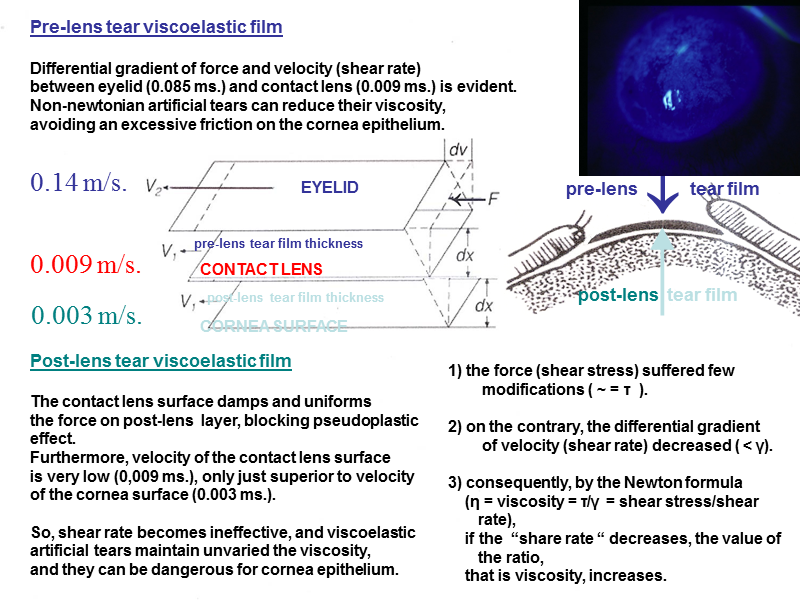 Pre-lens tear viscoelastic film
Differential gradient of force and velocity (shear rate)
between eyelid (0.085 ms.) and contact lens (0.009 ms.) is evident.
Non-newtonian artificial tears can reduce their viscosity,
avoiding an excessive friction on the cornea epithelium.
0.14 m/s.
V₂
EYELID
dv
F
pre-lens tear film
0.009 m/s.
V₁
pre-lens tear film thickness
CONTACT LENS
dx
0.003 m/s.
V₁
post-lens tear film thickness
CORNEA SURFACE
dx
post-lens tear film
Post-lens tear viscoelastic film
The contact lens surface damps and uniforms
the force on post-lens layer, blocking pseudoplastic
effect.
Furthermore, velocity of the contact lens surface
is very low (0,009 ms.), only just superior to velocity
of the cornea surface (0.003 ms.).
So, shear rate becomes ineffective, and viscoelastic
artificial tears maintain unvaried the viscosity,
and they can be dangerous for cornea epithelium.
1) the force (shear stress) suffered few
modifications ( ~ = τ ).
2) on the contrary, the differential gradient
of velocity (shear rate) decreased ( < γ).
3) consequently, by the Newton formula
(η = viscosity = τ/γ = shear stress/shear
rate),
if the “share rate “ decreases, the value of
the ratio,
that is viscosity, increases.